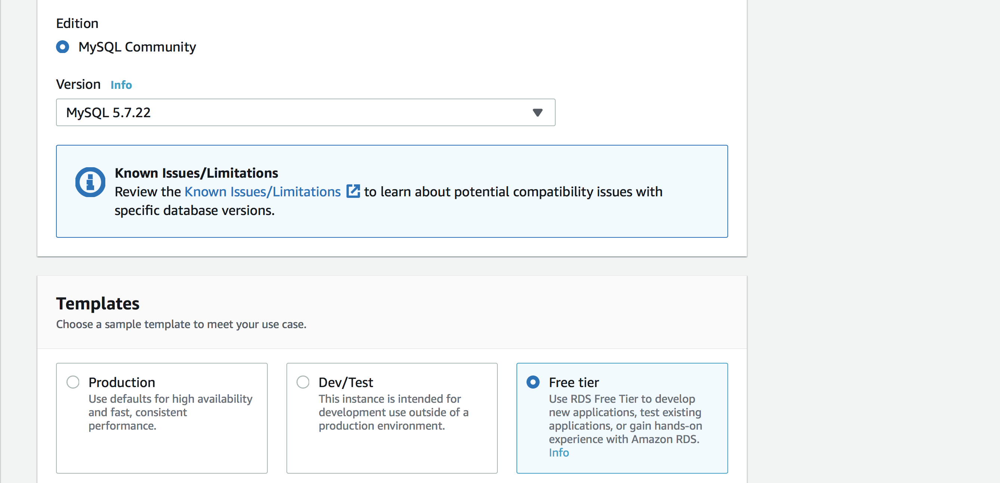 Edition
MySQL Community
Version Info
MySQL 5.7.22
Known Issues/Limitations
Review the Known Issues/Limitations to learn about potential compatibility issues with
specific database versions.
Templates
Choose a sample template to meet your use case.
Production
Use defaults for high availability
and fast, consistent
performance.
Dev/Test
This instance is intended for
development use outside of a
production environment.
Free tier
Use RDS Free Tier to develop
new applications, test existing
applications, or gain hands-on
experience with Amazon RDS.
Info